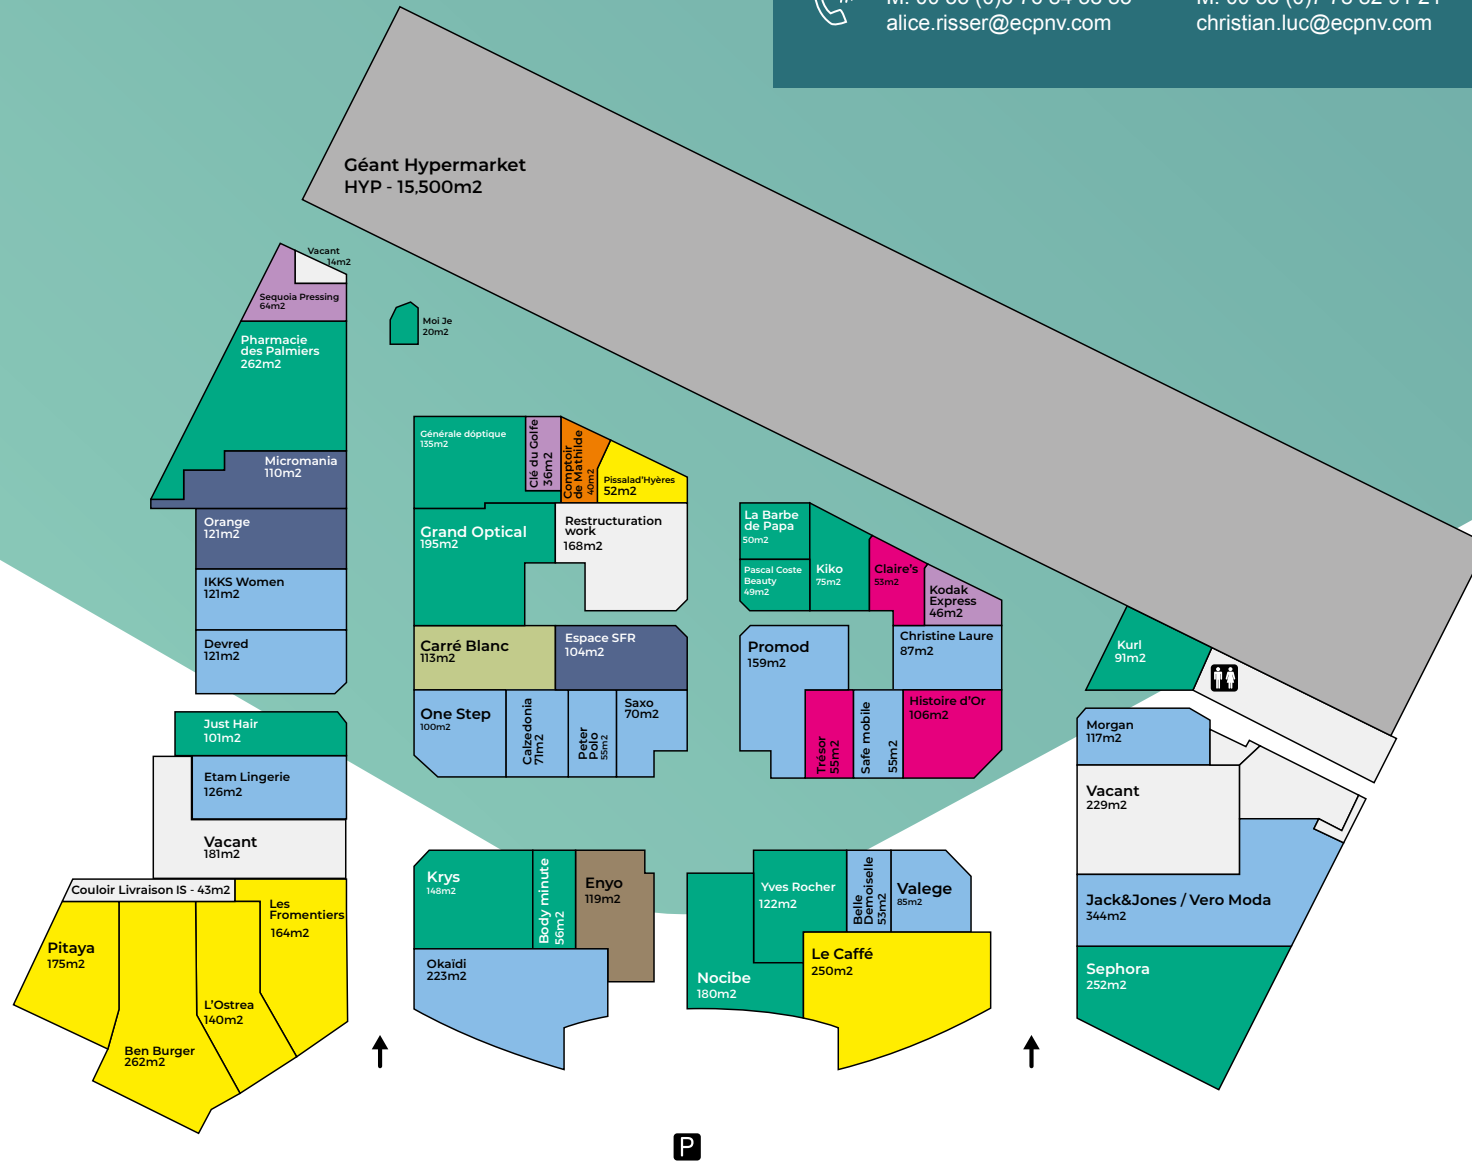 alice.risser@ecpnv.com
christian.luc@ecpnv.com
Géant Hypermarket
HYP - 15,500m2
Vacant
14m2
Sequoia Pressing
64m2
Moi Je
20m2
Pharmacie
des Palmiers
262m2
Micromania
110m2
Orange
121m2
IKKS Women
121m2
Devred
121m2
Générale dóptique
135m2
Clé du Golfe
36m2
Comptoir
de Mathilde
40m2
Pissalad'Hyères
52m2
Grand Optical
195m2
Restructuration
work
168m2
La Barbe
de Papa
50m2
Pascal Coste
Beauty
49m2
Kiko
75m2
Claire's
53m2
Kodak
Express
46m2
Carré Blanc
113m2
Espace SFR
104m2
Promod
159m2
Christine Laure
87m2
Kurl
91m2
One Step
100m2
Calzedonia
71m2
Peter
Polo
55m2
Saxo
70m2
Trésor
55m2
Safe mobile
55m2
Histoire d'Or
106m2
Just Hair
101m2
Etam Lingerie
126m2
Vacant
181m2
Morgan
117m2
Vacant
229m2
Couloir Livraison IS - 43m2
Les
Fromentiers
164m2
Pitaya
175m2
L'Ostrea
140m2
Ben Burger
262m2
Krys
148m2
Body minute
56m2
Enyo
119m2
Okaïdi
223m2
Yves Rocher
122m2
Belle
Demoiselle
53m2
Valege
85m2
Nocibe
180m2
Le Caffé
250m2
Jack&Jones / Vero Moda
344m2
Sephora
252m2
P